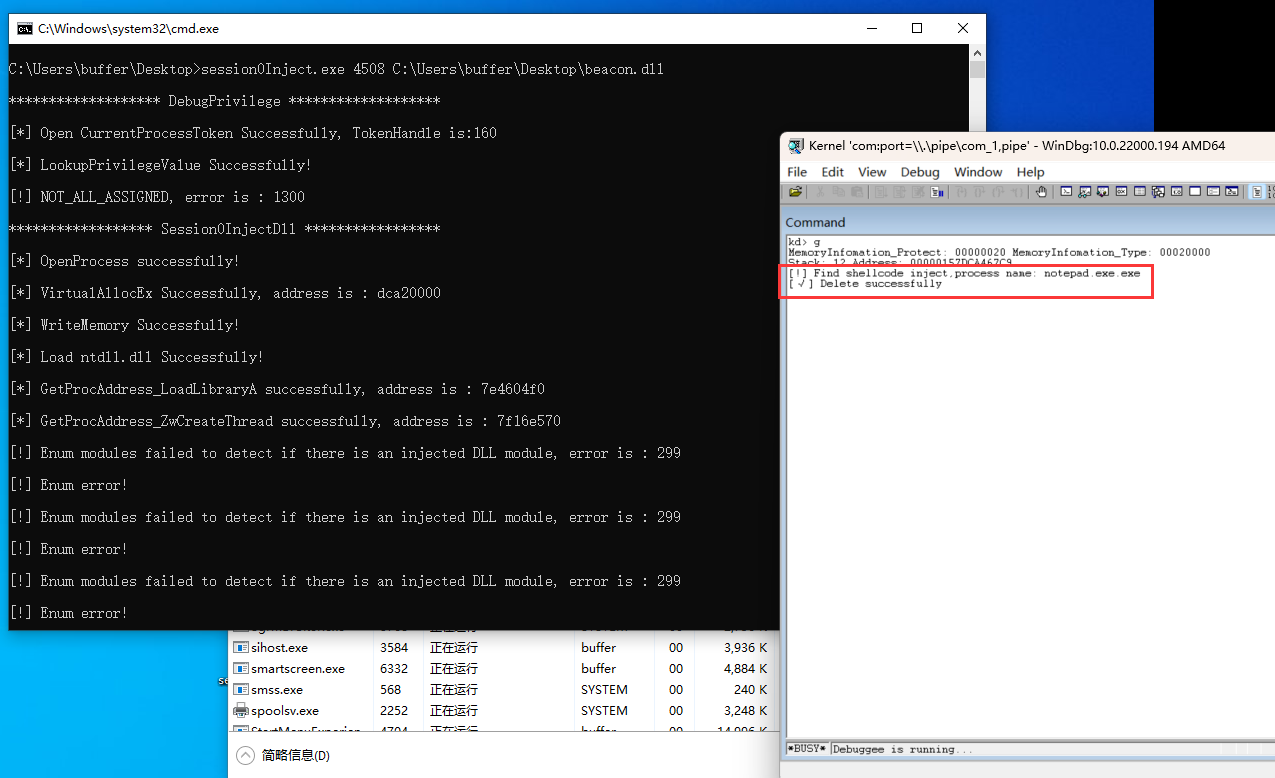 C:\Windows\system32\cmd.exe
C:\Users\buffer\Desktop>session0Inject.exe 4508 C:\Users\buffer\Desktop\beacon.dll
******************* DebugPrivilege *******************
[*] Open CurrentProcessToken Successfully, TokenHandle is:160
[*] LookupPrivilegeValue Successfully!
[!] NOT_ALL_ASSIGNED, error is : 1300
****************** Session0InjectDll *****************
[*] OpenProcess successfully!
[*] VirtualAllocEx Successfully, address is : dca20000
[*] WriteMemory Successfully!
[*] Load ntdll.dll Successfully!
[*] GetProcAddress_LoadLibraryA successfully, address is : 7e4604f0
[*] GetProcAddress_ZwCreateThread successfully, address is : 7f16e570
[!] Enum modules failed to detect if there is an injected DLL module, error is : 299
[!] Enum error!
[!] Enum modules failed to detect if there is an injected DLL module, error is : 299
[!] Enum error!
[!] Enum modules failed to detect if there is an injected DLL module, error is : 299
[!] Enum error!
sihost.exe 3584 正在运行 buffer 00 3,936 K
smartscreen.exe 6332 正在运行 buffer 00 4,884 K
smss.exe 568 正在运行 SYSTEM 00 240 K
spoolsv.exe 2252 正在运行 SYSTEM 00 3,248 K
简略信息(D)
Kernel 'com:port=\\.\pipe\com_1,pipe' - WinDbg:10.0.22000.194 AMD64
File Edit View Debug Window Help
Command
kd> g
MemoryInfomation_Protect: 00000020 MemoryInfomation_Type: 00020000
Stack: 12 Address: 00000157DCA467C9
[!] Find shellcode inject,process name: notepad.exe.exe
[√] Delete successfully
*BUSY* Debuggee is running...